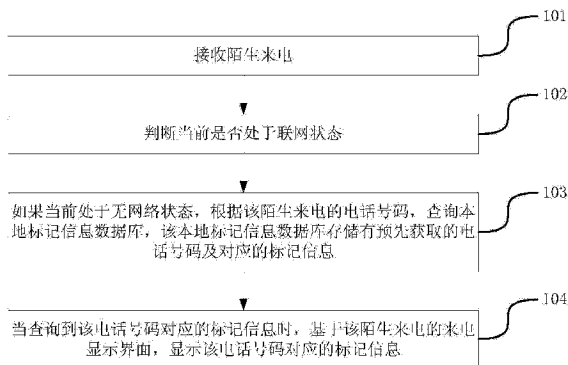 101
接收陌生来电
102
判断当前是否处于联网状态
103
如果当前处于无网络状态，根据该陌生来电的电话号码，查询本
地标记信息数据库，该本地标记信息数据库存储有预先获取的电
话号码及对应的标记信息
104
当查询到该电话号码对应的标记信息时，基于该陌生来电的来电
显示界面，显示该电话号码对应的标记信息